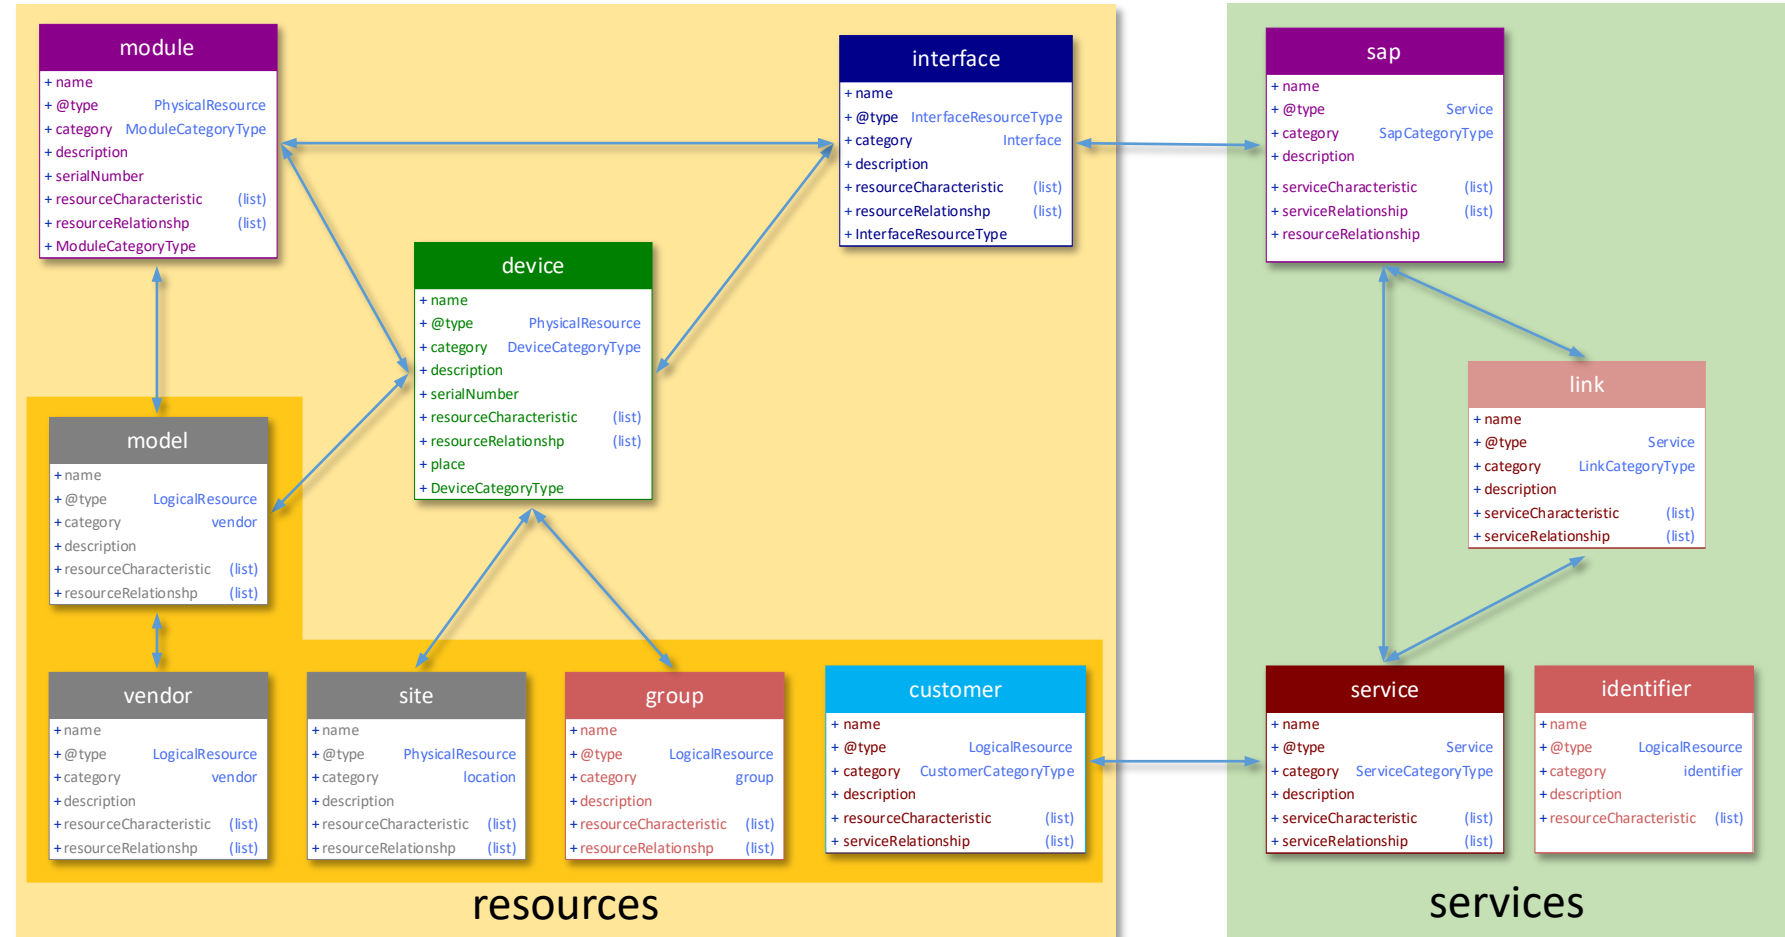 module
+ name
+ @type PhysicalResource
+ category ModuleCategoryType
+ description
+ serialNumber
+ resourceCharacteristic (list)
+ resourceRelationshp (list)
+ ModuleCategoryType
interface
+ name
+ @type InterfaceResourceType
+ category Interface
+ description
+ resourceCharacteristic (list)
+ resourceRelationshp (list)
+ InterfaceResourceType
device
+ name
+ @type PhysicalResource
+ category DeviceCategoryType
+ description
+ serialNumber
+ resourceCharacteristic (list)
+ resourceRelationshp (list)
+ place
+ DeviceCategoryType
model
+ name
+ @type LogicalResource
+ category vendor
+ description
+ resourceCharacteristic (list)
+ resourceRelationshp (list)
vendor
+ name
+ @type LogicalResource
+ category vendor
+ description
+ resourceCharacteristic (list)
+ resourceRelationshp (list)
site
+ name
+ @type PhysicalResource
+ category location
+ description
+ resourceCharacteristic (list)
+ resourceRelationshp (list)
group
+ name
+ @type LogicalResource
+ category group
+ description
+ resourceCharacteristic (list)
+ resourceRelationshp (list)
customer
+ name
+ @type LogicalResource
+ category CustomerCategoryType
+ description
+ resourceCharacteristic (list)
+ serviceRelationship (list)
resources
sap
+ name
+ @type Service
+ category SapCategoryType
+ description
+ serviceCharacteristic (list)
+ serviceRelationship (list)
+ resourceRelationship
link
+ name
+ @type Service
+ category LinkCategoryType
+ description
+ serviceCharacteristic (list)
+ serviceRelationship (list)
service
+ name
+ @type Service
+ category ServiceCategoryType
+ description
+ serviceCharacteristic (list)
+ serviceRelationship (list)
identifier
+ name
+ @type LogicalResource
+ category identifier
+ description
+ resourceCharacteristic (list)
services